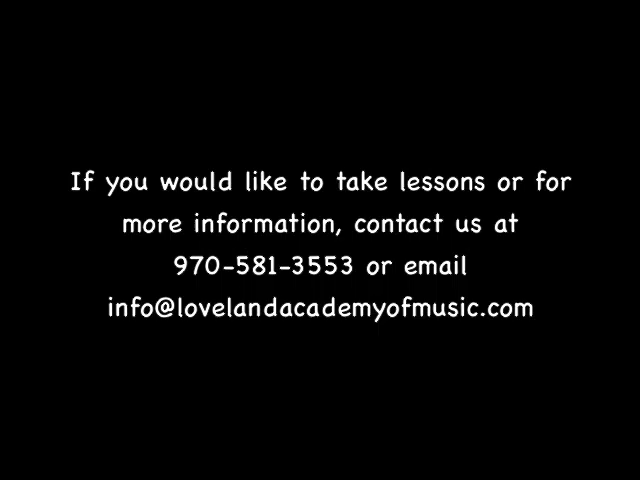 If you would like to take lessons or for
more information, contact us at
970-581-3553 or email
info@lovelandacademyofmusic.com